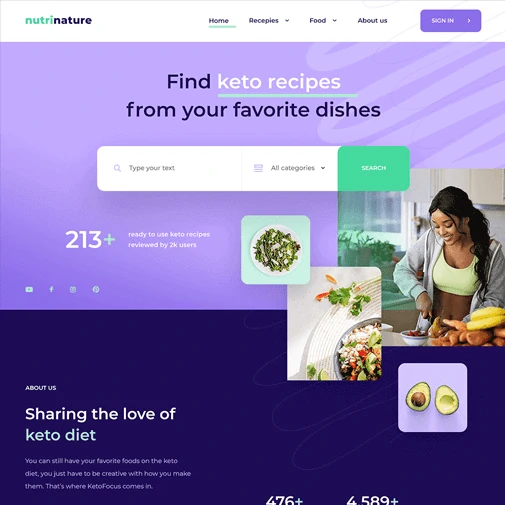 nutrinature
Home Recepies Food About us SIGN IN
Find keto recipes
from your favorite dishes
Type your text All categories SEARCH
213+ ready to use keto recipes
reviewed by 2k users
ABOUT US
Sharing the love of
keto diet
You can still have your favorite foods on the keto
diet, you just have to be creative with how you make
them. That's where KetoFocus comes in.
476+ 4,589+